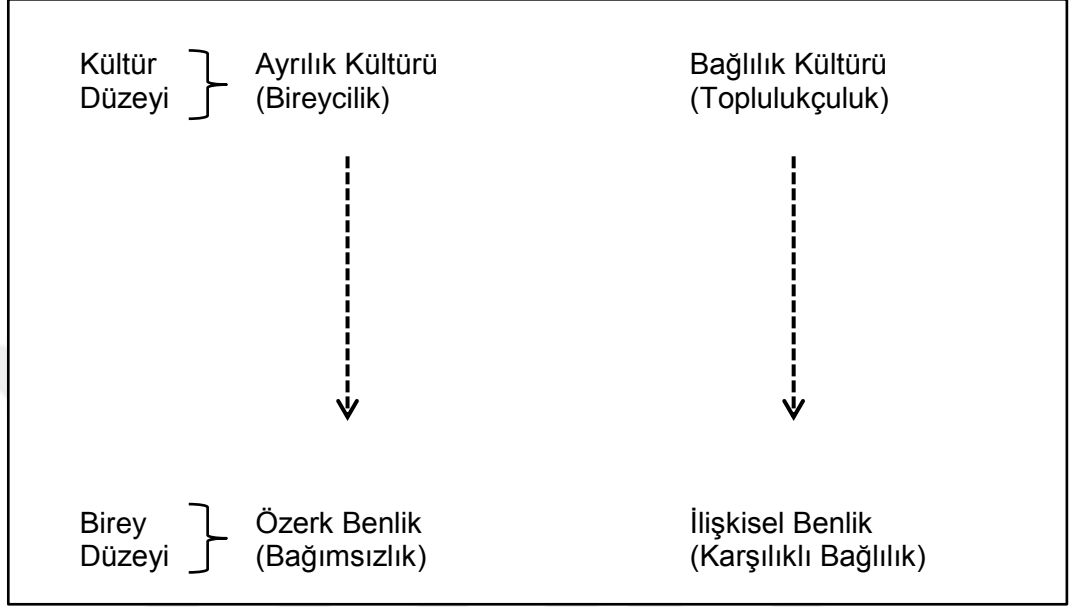 Kültür Düzeyi
Ayrılık Kültürü
(Bireycilik)
Bağlılık Kültürü
(Toplulukçuluk)
Birey Düzeyi
Özerk Benlik
(Bağımsızlık)
İlişkisel Benlik
(Karşılıklı Bağlılık)